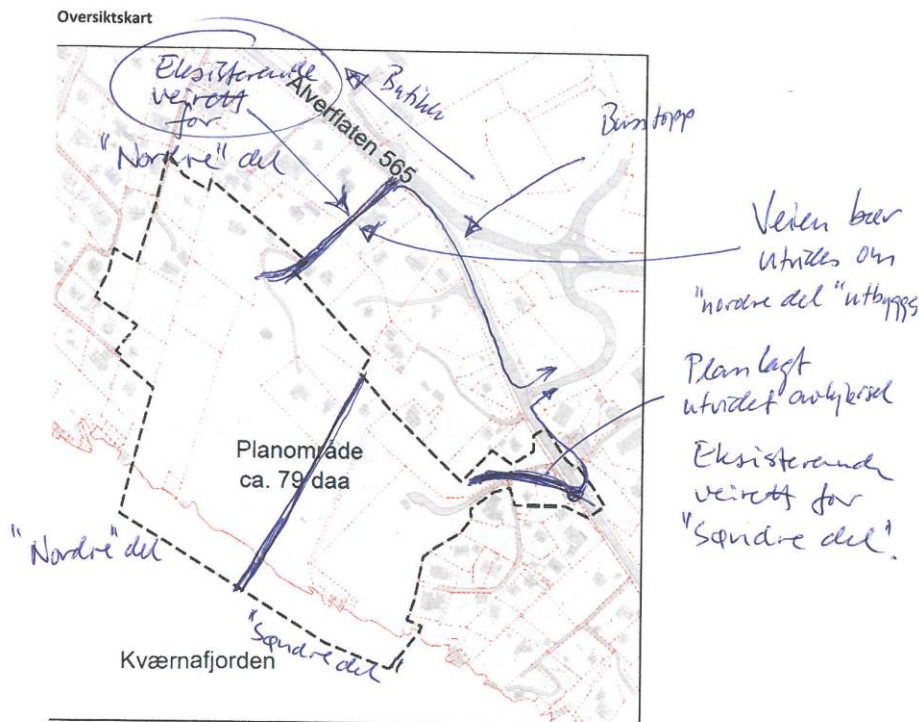 Oversiktskart
Eksisterende
veirett
for
"Nordre" del
Alverflaten 565
Butikk
Busstopp
Veien bør
utvides om
"nordre del" utbyggs
Planlagt
utvidet avkjørsel
Eksisterende
veirett for
"Søndre del".
Planområde
ca. 79 daa
"Nordre" del
"Søndre del"
Kværnafjorden